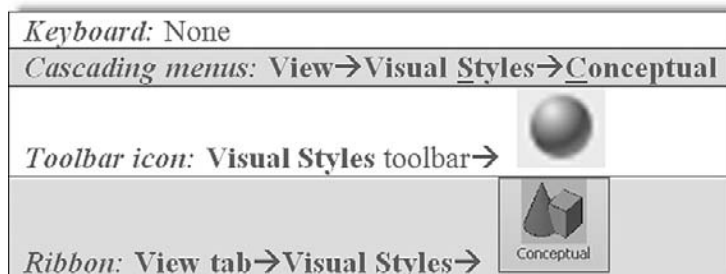 Keyboard: None
Cascading menus: View→Visual Styles→Conceptual
Toolbar icon: Visual Styles toolbar→
Conceptual
Ribbon: View tab→Visual Styles→